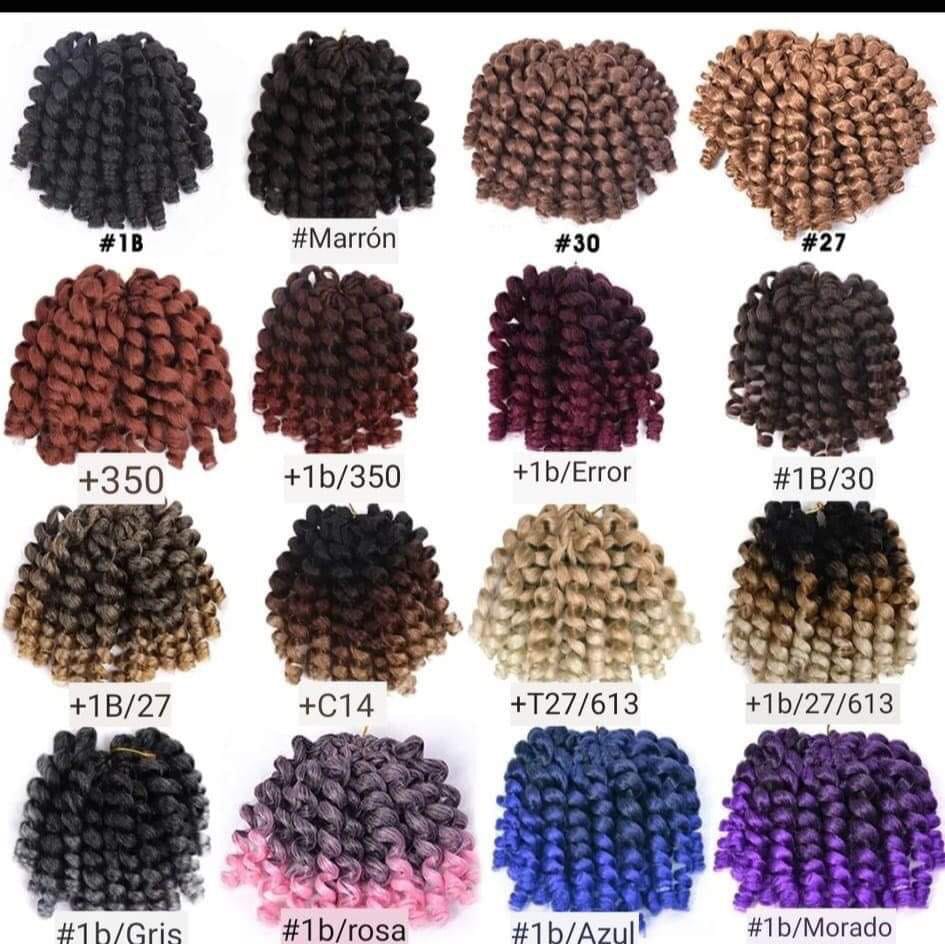 #1B
#Marrón
#30
#27
+350
+1b/350
+1b/Error
#1B/30
+1B/27
+C14
+T27/613
+1b/27/613
#1b/Gris
#1b/rosa
#1b/Azul
#1b/Morado